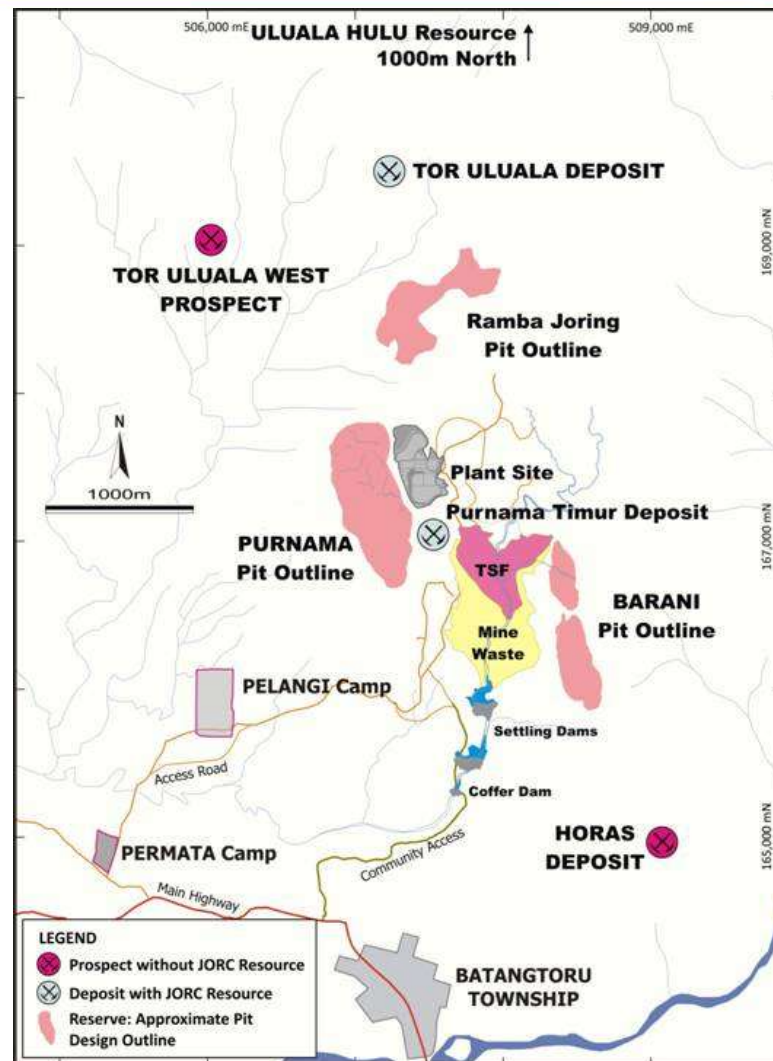 506,000 mE
ULUALA HULU Resource
1000m North
509,000 mE
TOR ULUALA DEPOSIT
169,000 mN
TOR ULUALA WEST
PROSPECT
Ramba Joring
Pit Outline
N
1000m
Plant Site
Purnama Timur Deposit
PURNAMA
Pit Outline
167,000 mN
TSF
BARANI
Pit Outline
Mine
Waste
PELANGI Camp
Settling Dams
Access Road
Coffer Dam
PERMATA Camp
Community Access
HORAS
DEPOSIT
165,000 mN
Main Highway
BATANGTORU
TOWNSHIP
LEGEND
Prospect without JORC Resource
Deposit with JORC Resource
Reserve: Approximate Pit
Design Outline